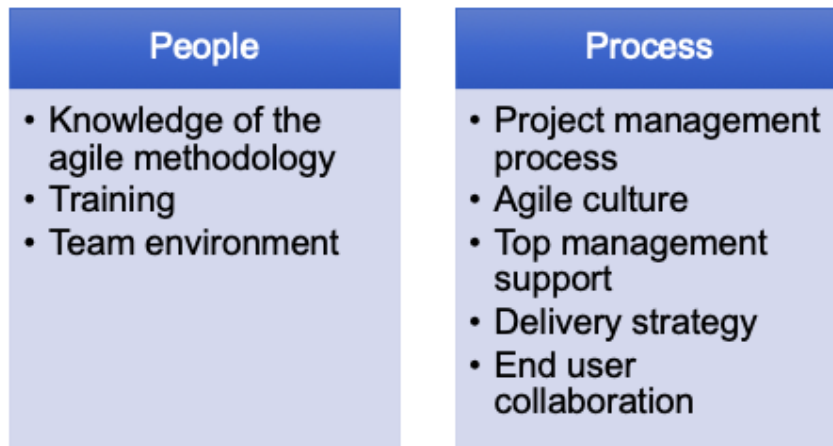 People
• Knowledge of the
agile methodology
• Training
• Team environment
Process
• Project management
process
• Agile culture
• Top management
support
• Delivery strategy
• End user
collaboration